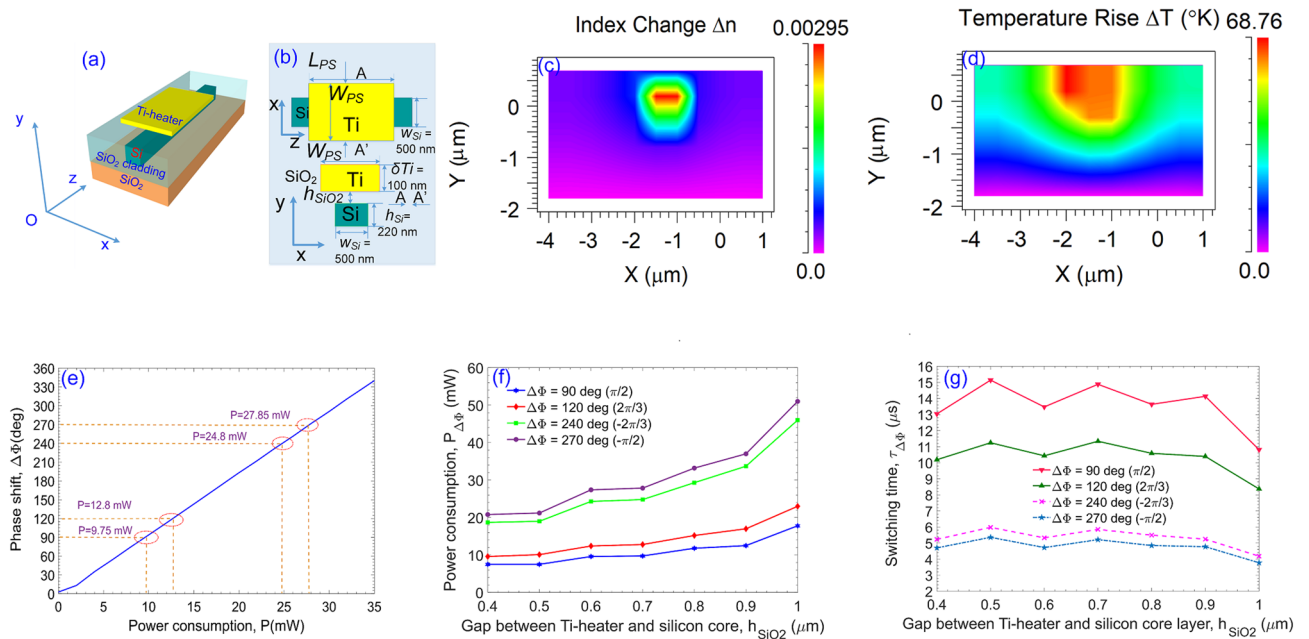 (a)
y
z
x
O
Ti-heater
Si
SiO2 cladding
SiO2
(b)
LPS
A
WPS
Si
x
z
Ti
wSi =
500 nm
WPS
A'
SiO2
Ti
δTi=
100 nm
hSiO2
A A'
y
x
Si
hSi=
220 nm
wSi =
500 nm
Index Change Δn
0.00295
(c)
0
-1
-2
Y (μm)
-4 -3 -2 -1 0 1
X (μm)
0.0
Temperature Rise ΔT (°K)
68.76
(d)
0
-1
-2
Y (μm)
-4 -3 -2 -1 0 1
X (μm)
0.0
(e)
360
330
300
270
240
210
180
150
120
90
60
30
0
Phase shift, ΔΦ(deg)
P=27.85 mW
P=24.8 mW
P=12.8 mW
P=9.75 mW
0 5 10 15 20 25 30 35
Power consumption, P(mW)
(f)
60
50
40
30
20
10
0
Power consumption, PΔΦ (mW)
ΔΦ = 90 deg (π/2)
ΔΦ = 120 deg (2π/3)
ΔΦ = 240 deg (-2π/3)
ΔΦ = 270 deg (-π/2)
0.4 0.5 0.6 0.7 0.8 0.9 1
Gap between Ti-heater and silicon core, hSiO2 (μm)
(g)
16
15
14
13
12
11
10
9
8
7
6
5
4
3
2
Switching time, τΔΦ (μs)
ΔΦ = 90 deg (π/2)
ΔΦ = 120 deg (2π/3)
ΔΦ = 240 deg (-2π/3)
ΔΦ = 270 deg (-π/2)
0.4 0.5 0.6 0.7 0.8 0.9 1
Gap between Ti-heater and silicon core layer, hSiO2 (μm)